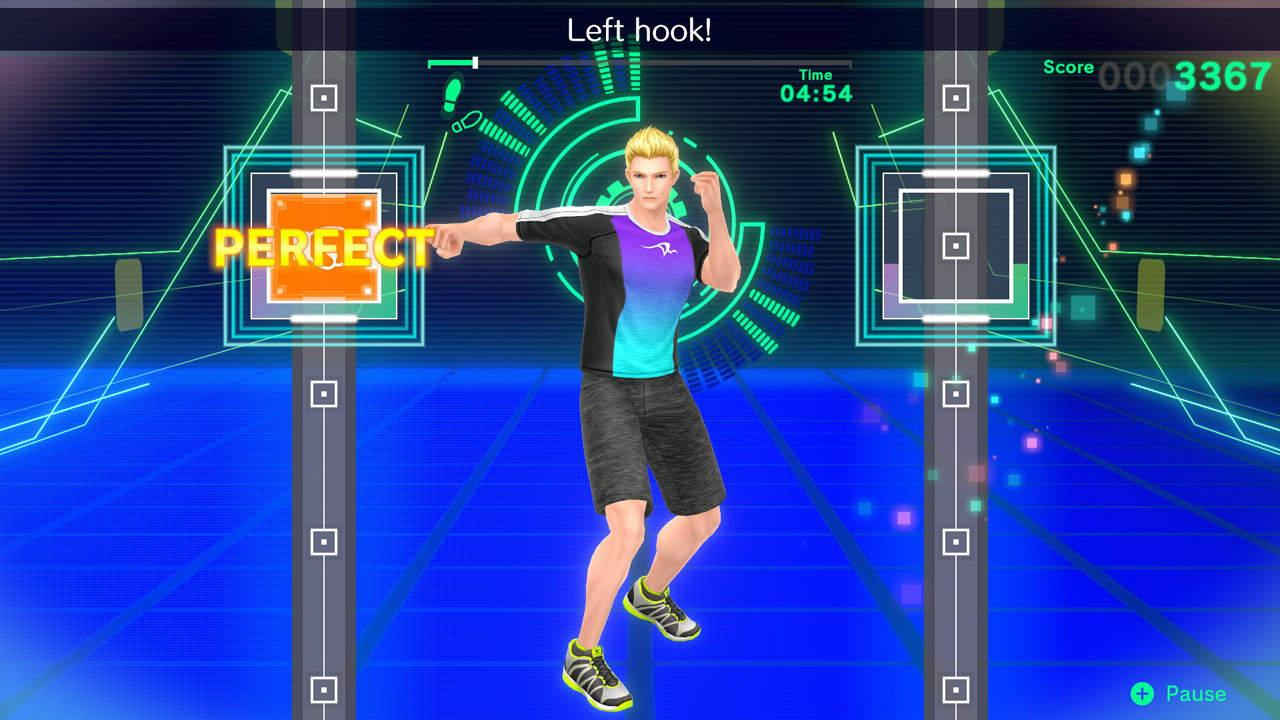 Left hook!
Time
04:54
Score 0003367
PERFECT
Pause